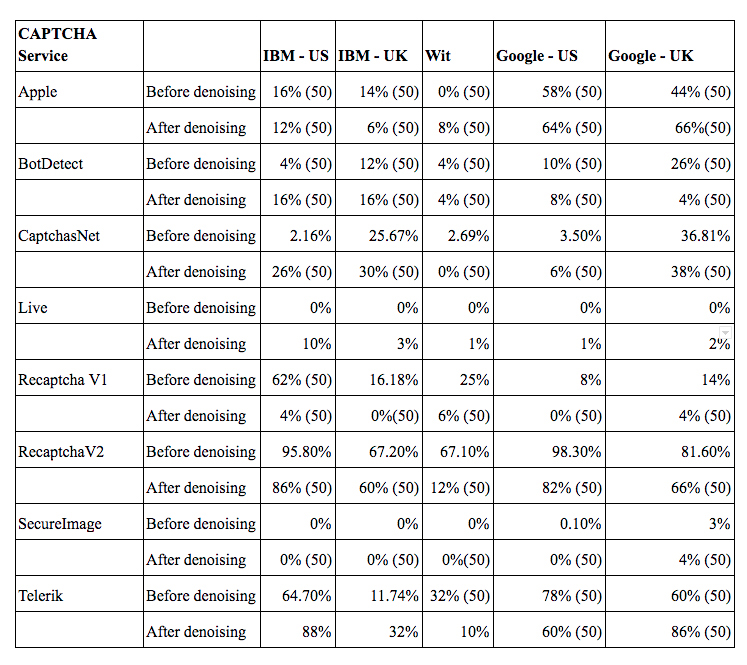 CAPTCHA
Service IBM - US IBM - UK Wit Google - US Google - UK
Apple Before denoising 16% (50) 14% (50) 0% (50) 58% (50) 44% (50)
After denoising 12% (50) 6% (50) 8% (50) 64% (50) 66%(50)
BotDetect Before denoising 4% (50) 12% (50) 4% (50) 10% (50) 26% (50)
After denoising 16% (50) 16% (50) 4% (50) 8% (50) 4% (50)
CaptchasNet Before denoising 2.16% 25.67% 2.69% 3.50% 36.81%
After denoising 26% (50) 30% (50) 0% (50) 6% (50) 38% (50)
Live Before denoising 0% 0% 0% 0% 0%
After denoising 10% 3% 1% 1% 2%
Recaptcha V1 Before denoising 62% (50) 16.18% 25% 8% 14%
After denoising 4% (50) 0%(50) 6% (50) 0% (50) 4% (50)
RecaptchaV2 Before denoising 95.80% 67.20% 67.10% 98.30% 81.60%
After denoising 86% (50) 60% (50) 12% (50) 82% (50) 66% (50)
SecureImage Before denoising 0% 0% 0% 0.10% 3%
After denoising 0% (50) 0% (50) 0%(50) 0% (50) 4% (50)
Telerik Before denoising 64.70% 11.74% 32% (50) 78% (50) 60% (50)
After denoising 88% 32% 10% 60% (50) 86% (50)